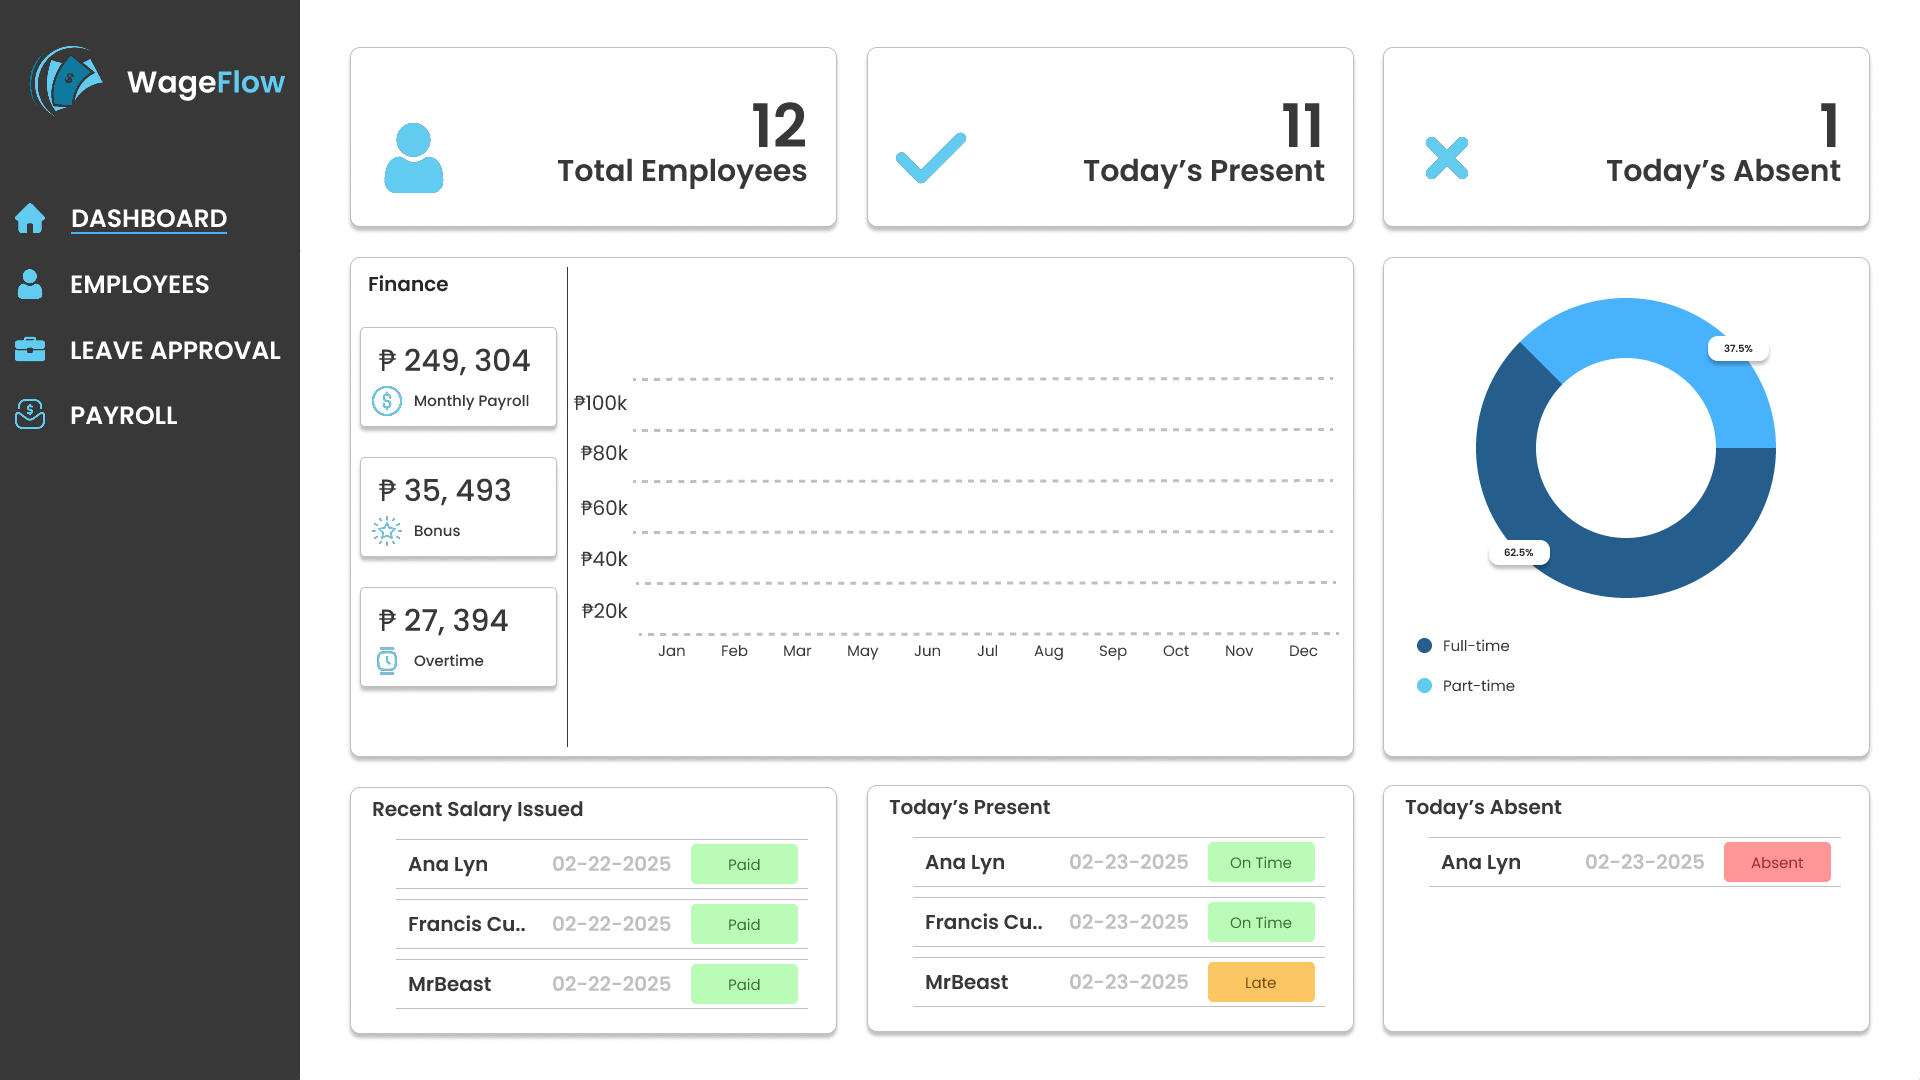 WageFlow
DASHBOARD
EMPLOYEES
LEAVE APPROVAL
PAYROLL
12
Total Employees
11
Today’s Present
1
Today’s Absent
Finance
₱ 249, 304
Monthly Payroll
₱ 35, 493
Bonus
₱ 27, 394
Overtime
₱100k
₱80k
₱60k
₱40k
₱20k
Jan Feb Mar May Jun Jul Aug Sep Oct Nov Dec
37.5%
62.5%
Full-time
Part-time
Recent Salary Issued
Ana Lyn 02-22-2025 Paid
Francis Cu.. 02-22-2025 Paid
MrBeast 02-22-2025 Paid
Today’s Present
Ana Lyn 02-23-2025 On Time
Francis Cu.. 02-23-2025 On Time
MrBeast 02-23-2025 Late
Today’s Absent
Ana Lyn 02-23-2025 Absent